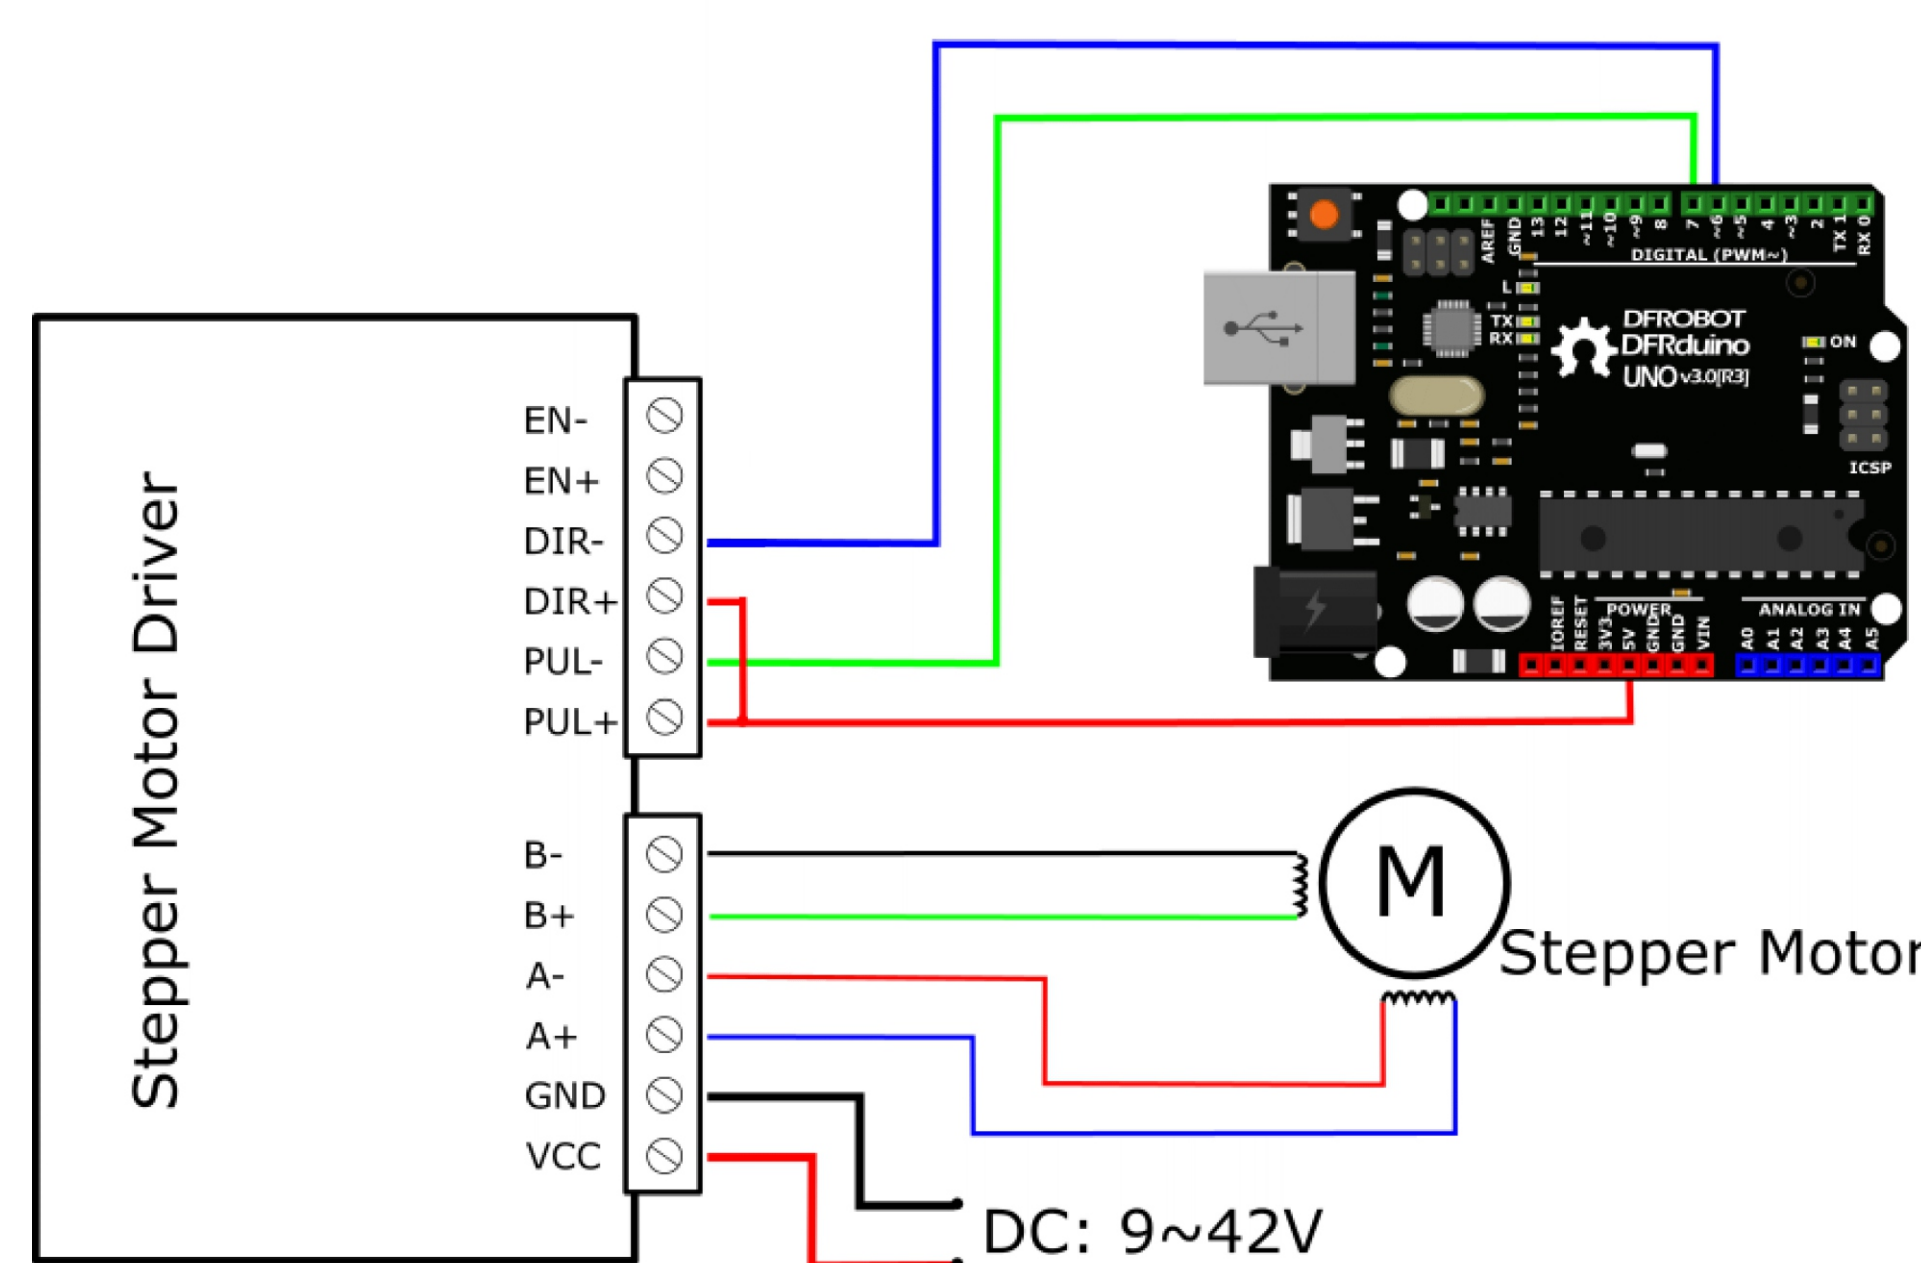 Stepper Motor Driver
EN-
EN+
DIR-
DIR+
PUL-
PUL+
B-
B+
A-
A+
GND
VCC
DC: 9~42V
M
Stepper Motor
AREF
GND
13
12
~11
~10
~9
8
7
~6
~5
4
~3
2
TX 1
RX 0
DIGITAL (PWM~)
L
TX
RX
DFROBOT
DFRduino
UNO v3.0[R3]
ON
ICSP
POWER
ANALOG IN
IOREF
RESET
3V3
5V
GND
GND
VIN
A0
A1
A2
A3
A4
A5